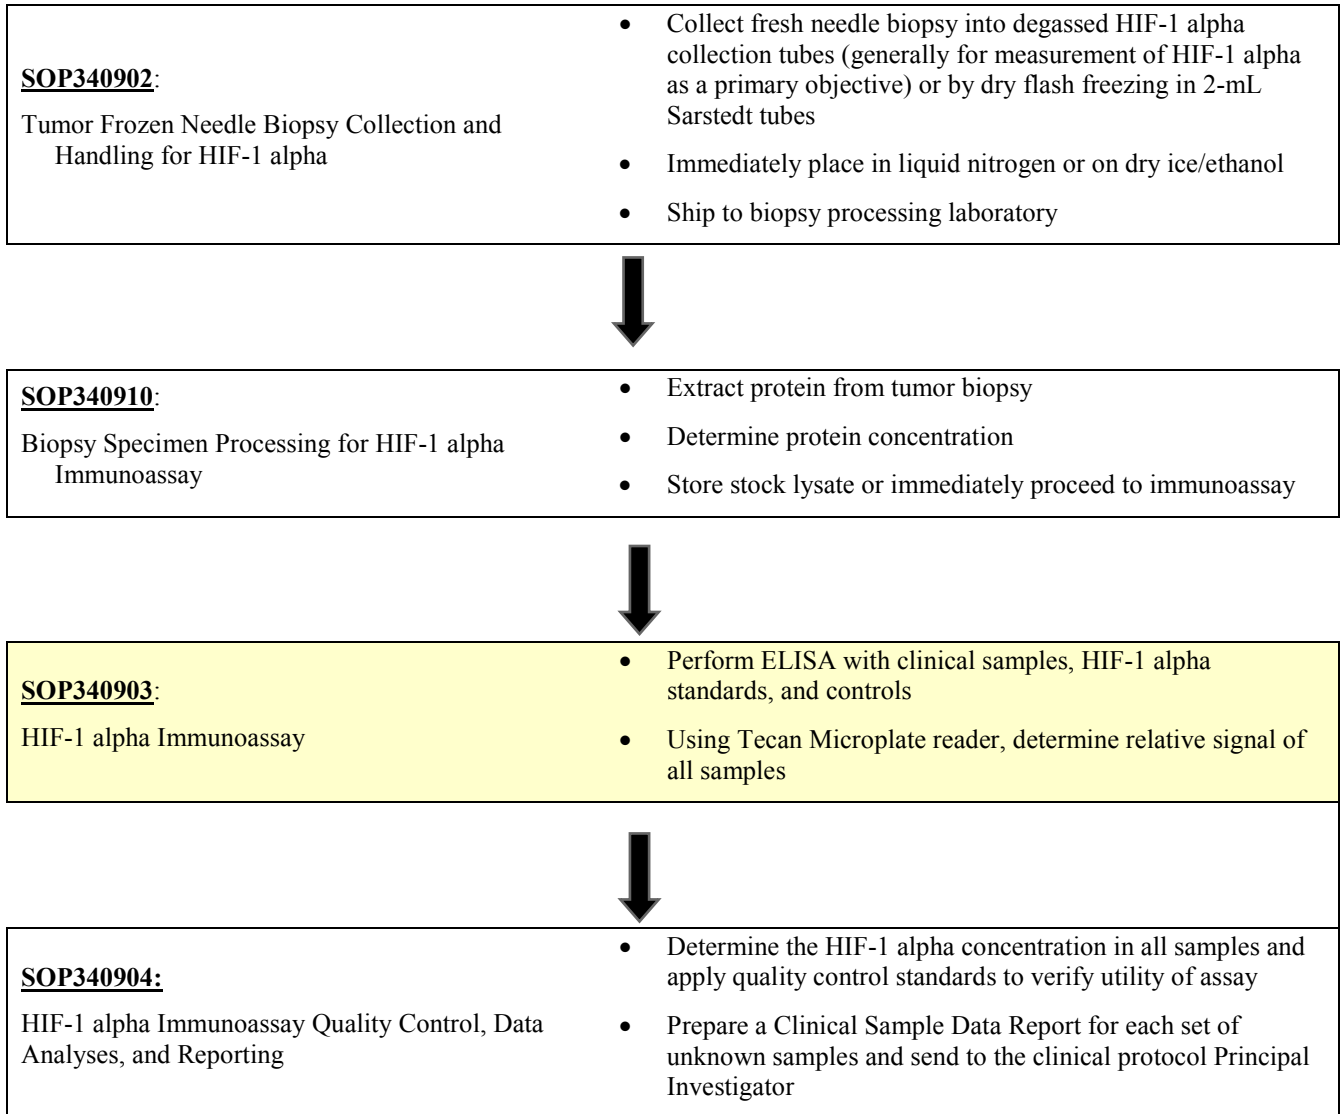 SOP340902:
Tumor Frozen Needle Biopsy Collection and
Handling for HIF-1 alpha
• Collect fresh needle biopsy into degassed HIF-1 alpha
collection tubes (generally for measurement of HIF-1 alpha
as a primary objective) or by dry flash freezing in 2-mL
Sarstedt tubes
• Immediately place in liquid nitrogen or on dry ice/ethanol
• Ship to biopsy processing laboratory
SOP340910:
Biopsy Specimen Processing for HIF-1 alpha
Immunoassay
• Extract protein from tumor biopsy
• Determine protein concentration
• Store stock lysate or immediately proceed to immunoassay
SOP340903:
HIF-1 alpha Immunoassay
• Perform ELISA with clinical samples, HIF-1 alpha
standards, and controls
• Using Tecan Microplate reader, determine relative signal of
all samples
SOP340904:
HIF-1 alpha Immunoassay Quality Control, Data
Analyses, and Reporting
• Determine the HIF-1 alpha concentration in all samples and
apply quality control standards to verify utility of assay
• Prepare a Clinical Sample Data Report for each set of
unknown samples and send to the clinical protocol Principal
Investigator